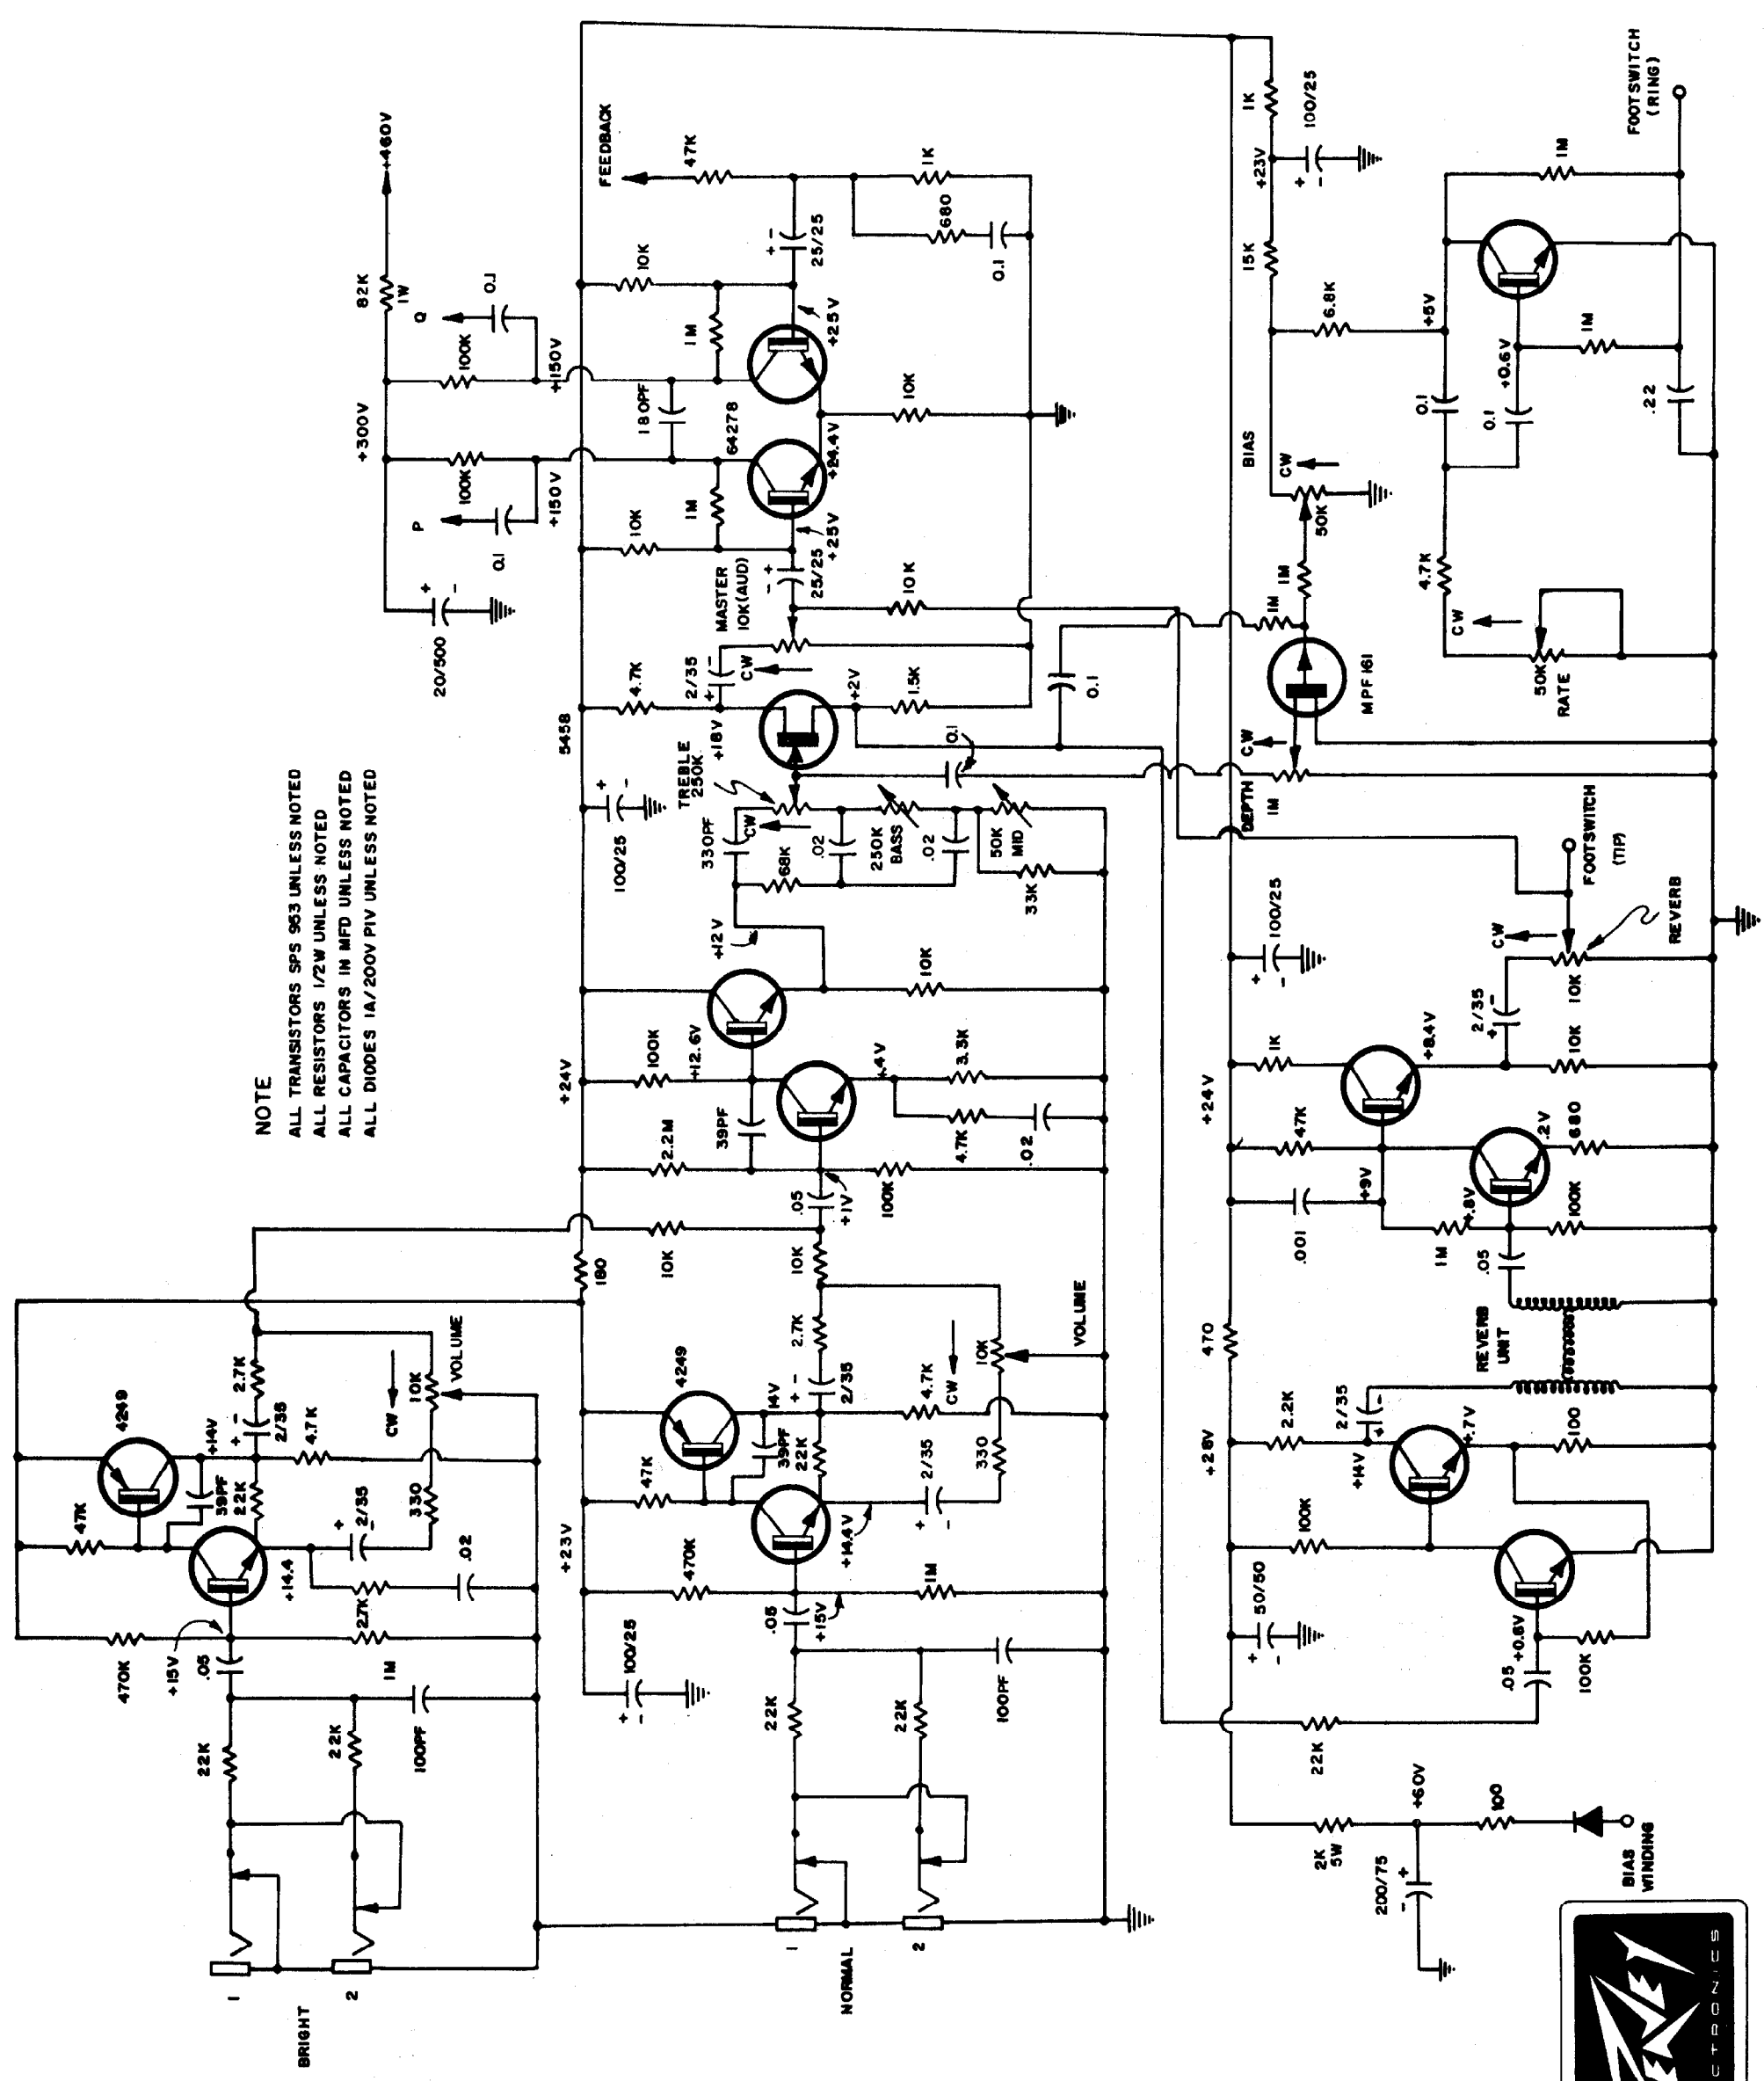 NOTE
ALL TRANSISTORS SPS 953 UNLESS NOTED
ALL RESISTORS 1/2W UNLESS NOTED
ALL CAPACITORS IN MFD UNLESS NOTED
ALL DIODES 1A/200V PIV UNLESS NOTED
BRIGHT
1
2
22K
22K
100PF
.05
+15V
470K
1M
27K
.02
47K
+14.4
39PF
22K
2/35
330
4249
+14V
2/35
4.7K
2.7K
CW
10K
VOLUME
NORMAL
1
2
22K
22K
100PF
100/25
.05
+15V
470K
1M
+23V
47K
+14.4V
39PF
22K
2/35
330
4249
14V
2/35
4.7K
2.7K
CW
10K
VOLUME
180
10K
10K
.05
+1V
2.2M
100K
39PF
+24V
100K
+12.6V
.4V
3.3K
4.7K
.02
+12V
10K
330PF
68K
.02
.02
TREBLE
250K
CW
250K
BASS
50K
MID
33K
100/25
5458
+18V
4.7K
2/35
+2V
1.5K
0.1
0.1
MASTER
10K(AUD)
CW
25/25
10K
10K
+25V
1M
64278
+24.4V
180PF
10K
1M
+25V
10K
25/25
20/500
P
0.1
100K
+150V
+300V
Q
0.1
100K
+150V
82K
1W
+460V
FEEDBACK
47K
1K
680
0.1
BIAS
WINDING
100
+60V
200/75
2K
5W
22K
.05
+0.6V
100K
50/50
100K
+28V
2.2K
+14V
.7V
100
2/35
REVERB
UNIT
470
.05
1M
.001
+9V
+.8V
100K
47K
+24V
.2V
680
1K
+8.4V
10K
2/35
100/25
10K
CW
REVERB
FOOTSWITCH
(TIP)
DEPTH
1M
CW
MPF161
1M
1M
50K
CW
BIAS
15K
+23V
100/25
1K
6.8K
+5V
50K
RATE
CW
4.7K
0.1
0.1
+0.6V
1M
.22
1M
FOOTSWITCH
(RING)